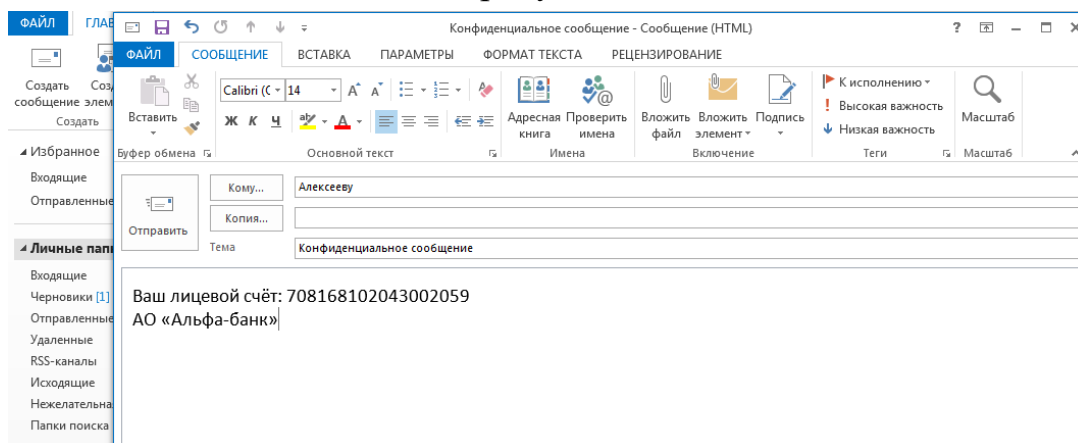 ФАЙЛ ГЛАВ
Конфиденциальное сообщение - Сообщение (HTML)
ФАЙЛ СООБЩЕНИЕ ВСТАВКА ПАРАМЕТРЫ ФОРМАТ ТЕКСТА РЕЦЕНЗИРОВАНИЕ
Создать сообщение
Соз элем
Создать
Вставить
Буфер обмена
Calibri (С 14
Ж К Ч
Основной текст
Адресная книга
Проверить имена
Имена
Вложить файл
Вложить элемент
Подпись
Включение
К исполнению
Высокая важность
Низкая важность
Теги
Масштаб
Масштаб
Избранное
Входящие
Отправленные
Личные пап
Входящие
Черновики [1]
Отправленные
Удаленные
RSS-каналы
Исходящие
Нежелательна
Папки поиска
Отправить
Кому... Алексееву
Копия...
Тема Конфиденциальное сообщение
Ваш лицевой счёт: 708168102043002059
АО «Альфа-банк»